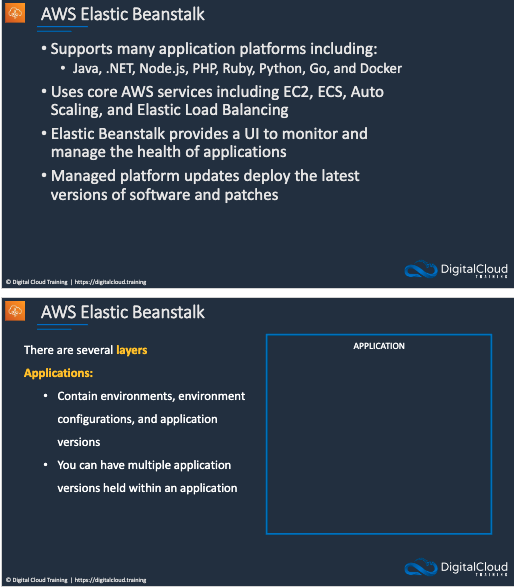 AWS Elastic Beanstalk
• Supports many application platforms including:
• Java, .NET, Node.js, PHP, Ruby, Python, Go, and Docker
• Uses core AWS services including EC2, ECS, Auto
Scaling, and Elastic Load Balancing
• Elastic Beanstalk provides a UI to monitor and
manage the health of applications
• Managed platform updates deploy the latest
versions of software and patches
DigitalCloud
TRAINING
© Digital Cloud Training | https://digitalcloud.training
AWS Elastic Beanstalk
There are several layers
Applications:
• Contain environments, environment
configurations, and application
versions
• You can have multiple application
versions held within an application
APPLICATION
DigitalCloud
TRAINING
© Digital Cloud Training | https://digitalcloud.training